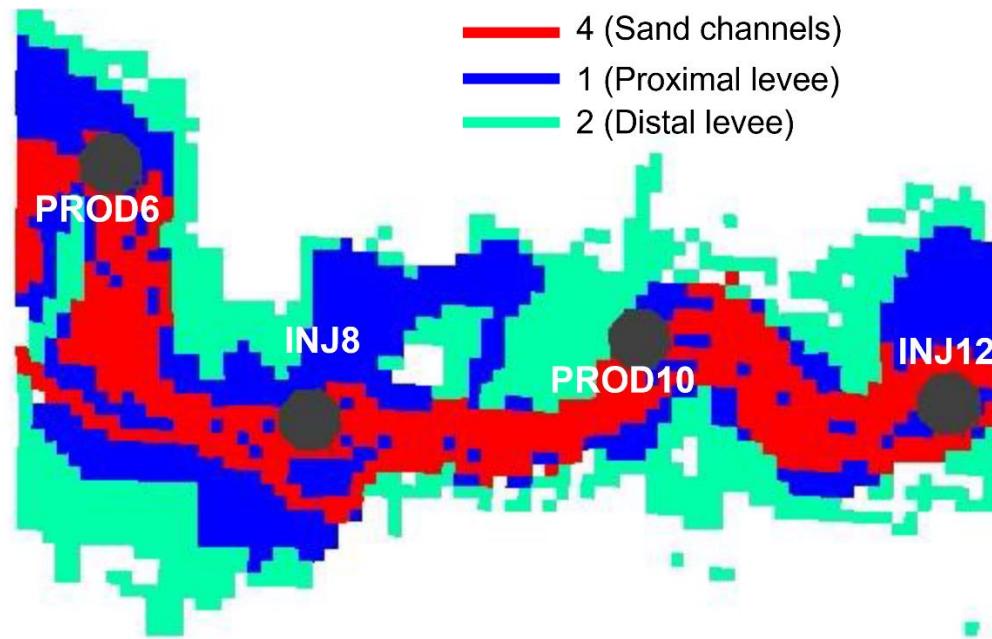 4 (Sand channels)
1 (Proximal levee)
2 (Distal levee)
PROD6
INJ8
PROD10
INJ12